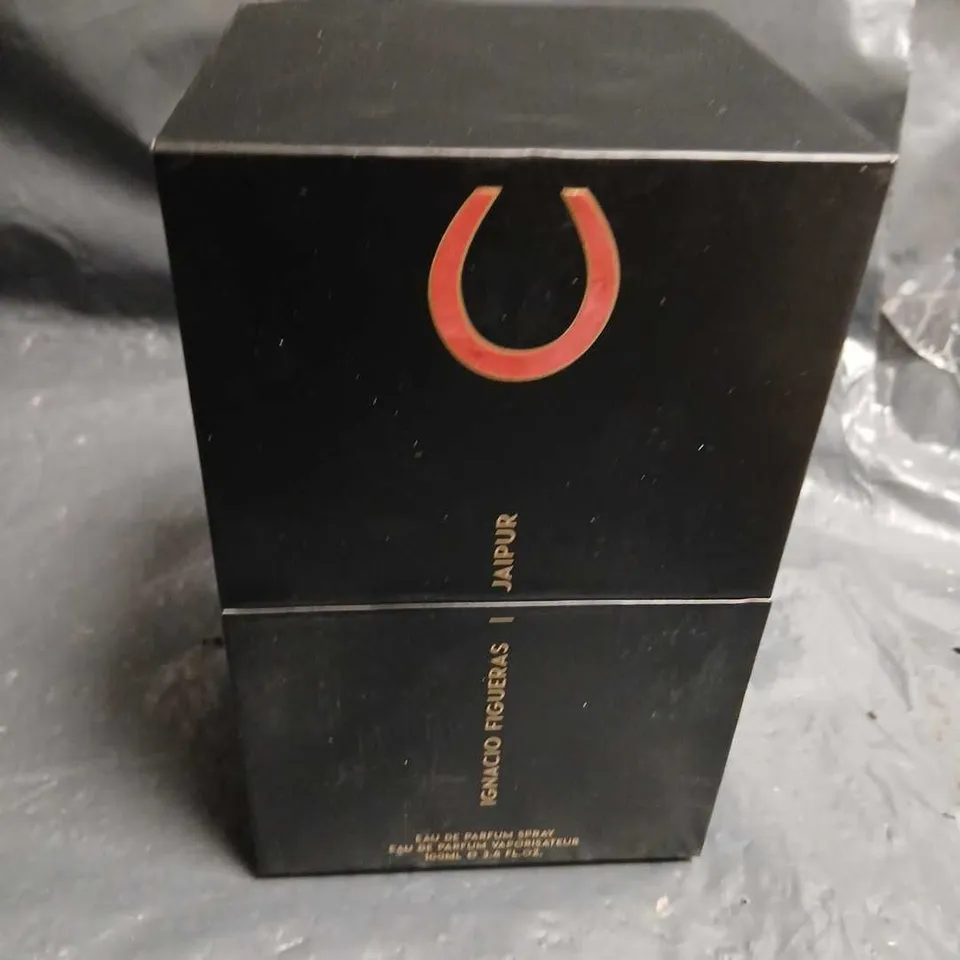 IGNACIO FIGUERAS | JAIPUR
EAU DE PARFUM SPRAY
EAU DE PARFUM VAPORISATEUR
100ML ℮ 3.4 FL.OZ.